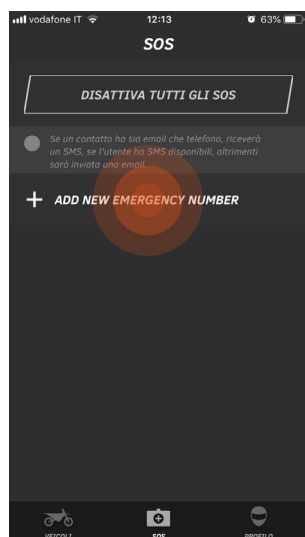 vodafone IT 12:13 63%
SOS
DISATTIVA TUTTI GLI SOS
Se un contatto ha sia email che telefono, riceverà
un SMS, se l'utente ha SMS disponibili, altrimenti
sarà inviata una email.
+ ADD NEW EMERGENCY NUMBER
VEICOLI SOS PROFILO